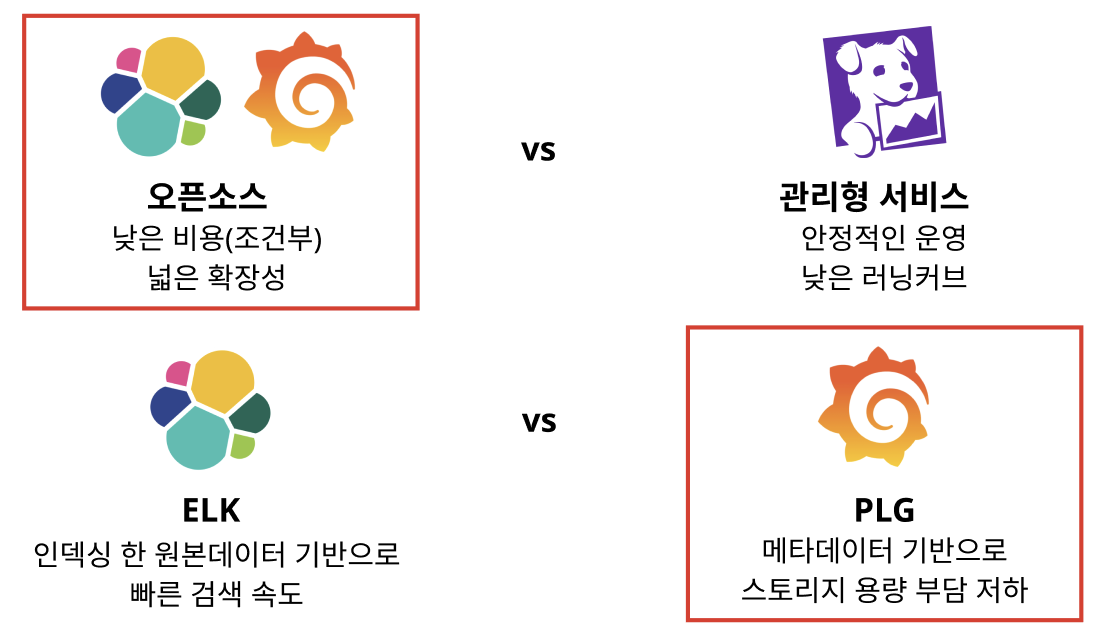 오픈소스
낮은 비용(조건부)
넓은 확장성
vs
관리형 서비스
안정적인 운영
낮은 러닝커브
ELK
인덱싱 한 원본데이터 기반으로
빠른 검색 속도
vs
PLG
메타데이터 기반으로
스토리지 용량 부담 저하